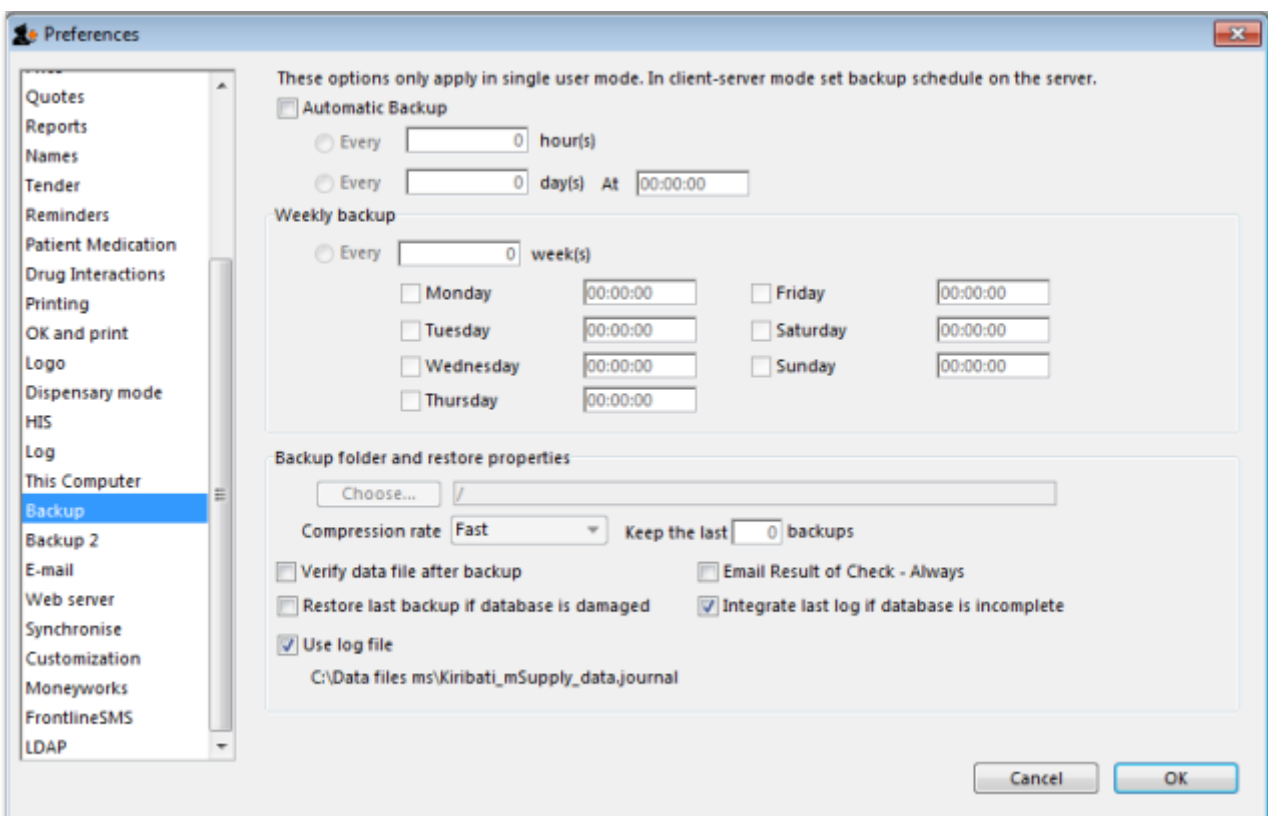 Preferences
Quotes
Reports
Names
Tender
Reminders
Patient Medication
Drug Interactions
Printing
OK and print
Logo
Dispensary mode
HIS
Log
This Computer
Backup
Backup 2
E-mail
Web server
Synchronise
Customization
Moneyworks
FrontlineSMS
LDAP
These options only apply in single user mode. In client-server mode set backup schedule on the server.
Automatic Backup
Every 0 hour(s)
Every 0 day(s) At 00:00:00
Weekly backup
Every 0 week(s)
Monday 00:00:00 Friday 00:00:00
Tuesday 00:00:00 Saturday 00:00:00
Wednesday 00:00:00 Sunday 00:00:00
Thursday 00:00:00
Backup folder and restore properties
Choose... /
Compression rate Fast Keep the last 0 backups
Verify data file after backup Email Result of Check - Always
Restore last backup if database is damaged Integrate last log if database is incomplete
Use log file
C:\Data files ms\Kiribati_mSupply_data.journal
Cancel OK